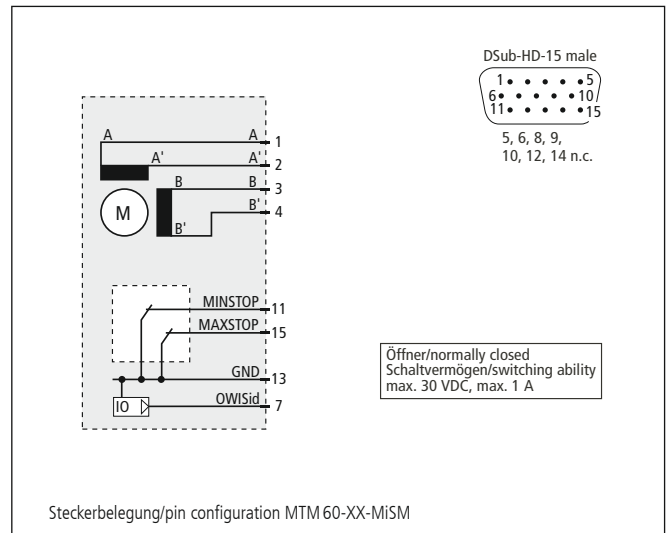 DSub-HD-15 male
1 5
6 10
11 15
5, 6, 8, 9,
10, 12, 14 n.c.
A A 1
A' A' 2
B B 3
M B' B' 4
MINSTOP 11
MAXSTOP 15
GND 13
IO OWISid 7
Öffner/normally closed
Schaltvermögen/switching ability
max. 30 VDC, max. 1 A
Steckerbelegung/pin configuration MTM 60-XX-MiSM